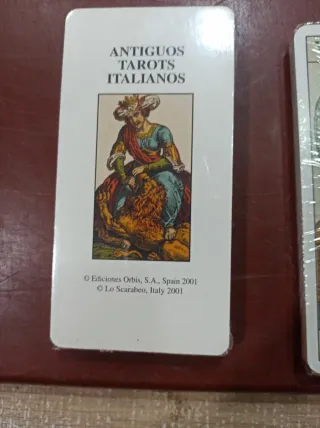 ANTIGUOS
TAROTS
ITALIANOS
© Ediciones Orbis, S.A., Spain 2001
© Lo Scarabeo, Italy 2001